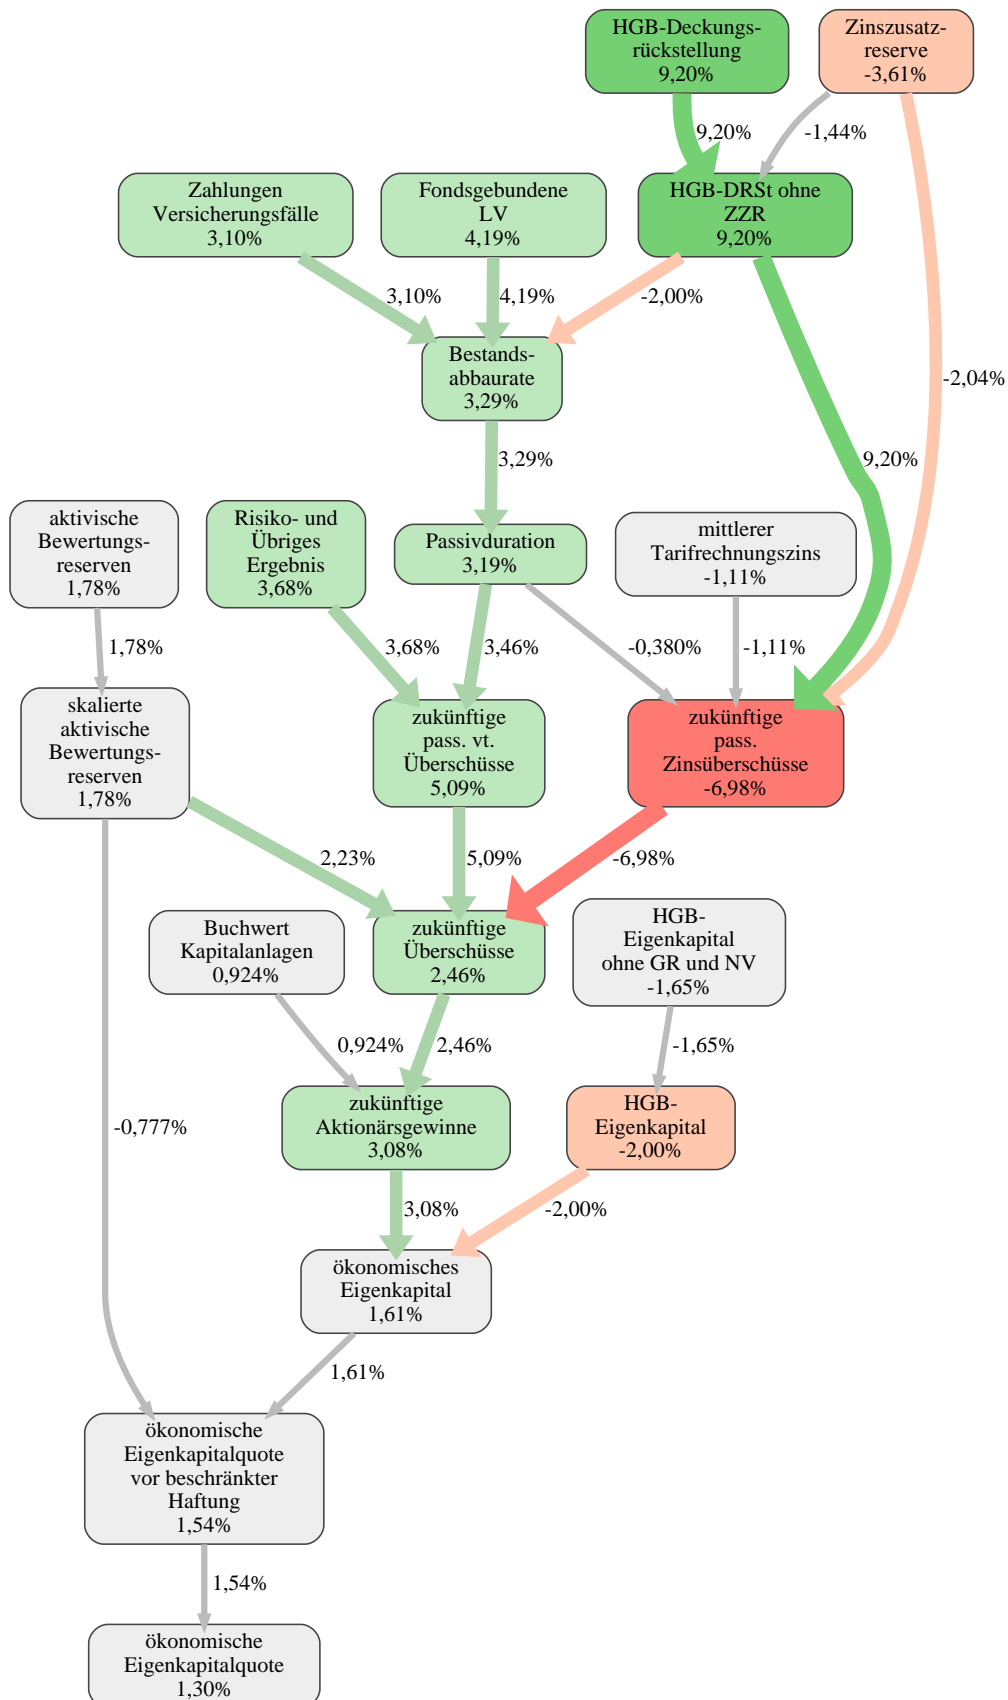 HGB-Deckungs-
rückstellung
9,20%
Zinszusatz-
reserve
-3,61%
9,20%
-1,44%
Zahlungen
Versicherungsfälle
3,10%
Fondsgebundene
LV
4,19%
HGB-DRSt ohne
ZZR
9,20%
3,10%
4,19%
-2,00%
Bestands-
abbaurate
3,29%
-2,04%
3,29%
9,20%
aktivische
Bewertungs-
reserven
1,78%
Risiko- und
Übriges
Ergebnis
3,68%
Passivduration
3,19%
mittlerer
Tarifrechnungszins
-1,11%
1,78%
3,68%
3,46%
-0,380%
-1,11%
skalierte
aktivische
Bewertungs-
reserven
1,78%
zukünftige
pass. vt.
Überschüsse
5,09%
zukünftige
pass.
Zinsüberschüsse
-6,98%
2,23%
5,09%
-6,98%
Buchwert
Kapitalanlagen
0,924%
zukünftige
Überschüsse
2,46%
HGB-
Eigenkapital
ohne GR und NV
-1,65%
0,924%
2,46%
-1,65%
zukünftige
Aktionärsgewinne
3,08%
HGB-
Eigenkapital
-2,00%
-0,777%
3,08%
-2,00%
ökonomisches
Eigenkapital
1,61%
1,61%
ökonomische
Eigenkapitalquote
vor beschränkter
Haftung
1,54%
1,54%
ökonomische
Eigenkapitalquote
1,30%